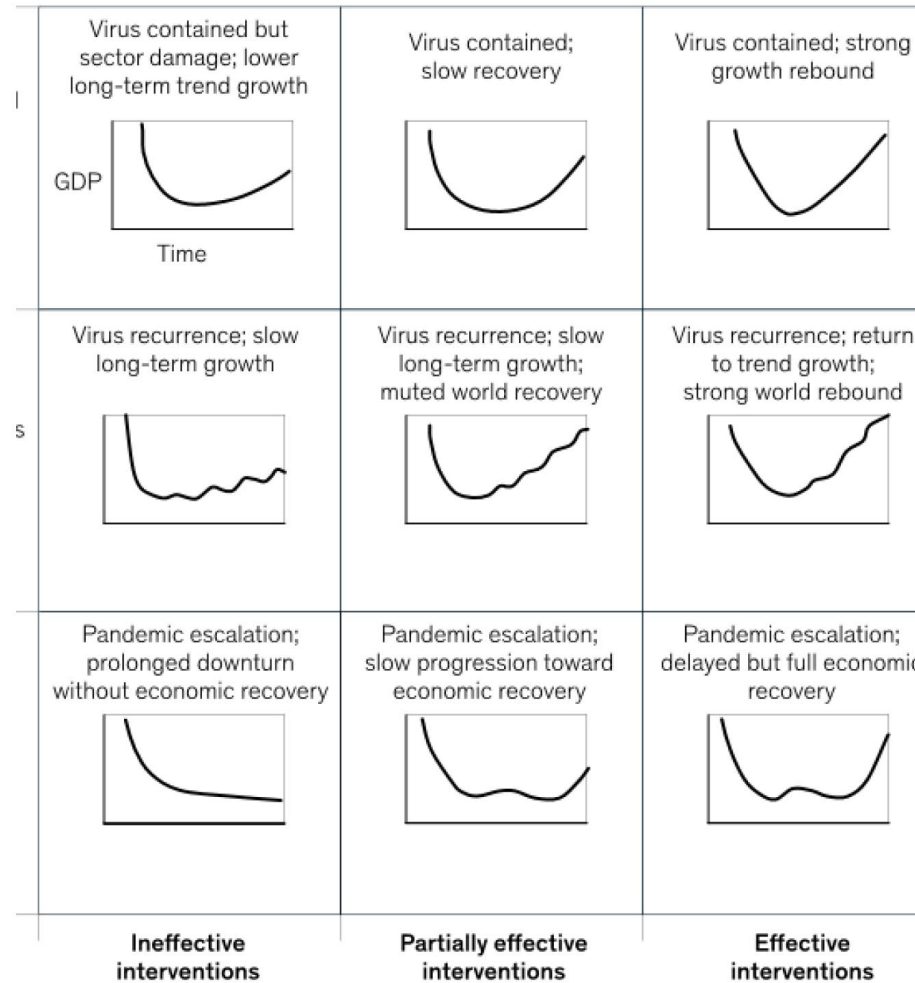 Virus contained but
sector damage; lower
long-term trend growth
Virus contained;
slow recovery
Virus contained; strong
growth rebound
GDP
Time
Virus recurrence; slow
long-term growth
Virus recurrence; slow
long-term growth;
muted world recovery
Virus recurrence; return
to trend growth;
strong world rebound
s
Pandemic escalation;
prolonged downturn
without economic recovery
Pandemic escalation;
slow progression toward
economic recovery
Pandemic escalation;
delayed but full economic
recovery
Ineffective
interventions
Partially effective
interventions
Effective
interventions